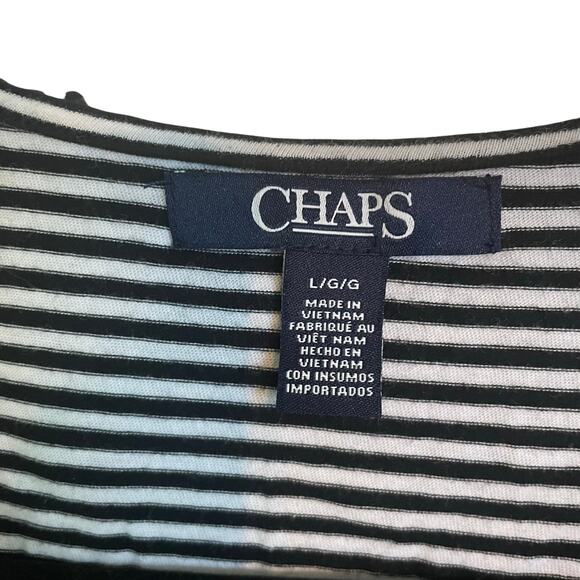 CHAPS
L/G/G
MADE IN
VIETNAM
FABRIQUÉ AU
VIÊT NAM
HECHO EN
VIETNAM
CON INSUMOS
IMPORTADOS